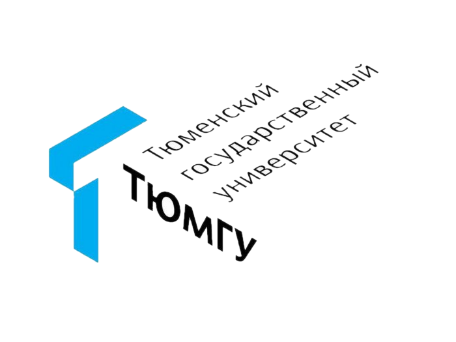 Тюменский
государственный
университет
ТЮМГУ